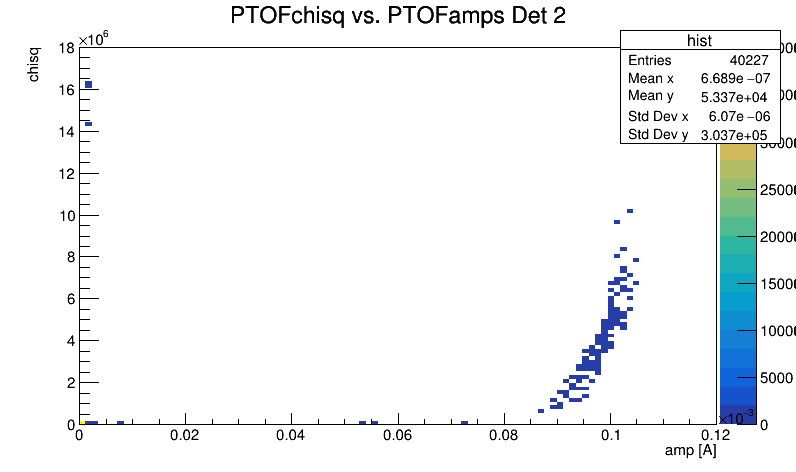 PTOFchisq vs. PTOFamps Det 2
hist
Entries 40227
Mean x 6.689e−07
Mean y 5.337e+04
Std Dev x 6.07e−06
Std Dev y 3.037e+05
×10⁶
chisq
18
16
14
12
10
8
6
4
2
0
0
0.02
0.04
0.06
0.08
0.1
0.12
×10⁻³
amp [A]
25000
20000
15000
10000
5000
0